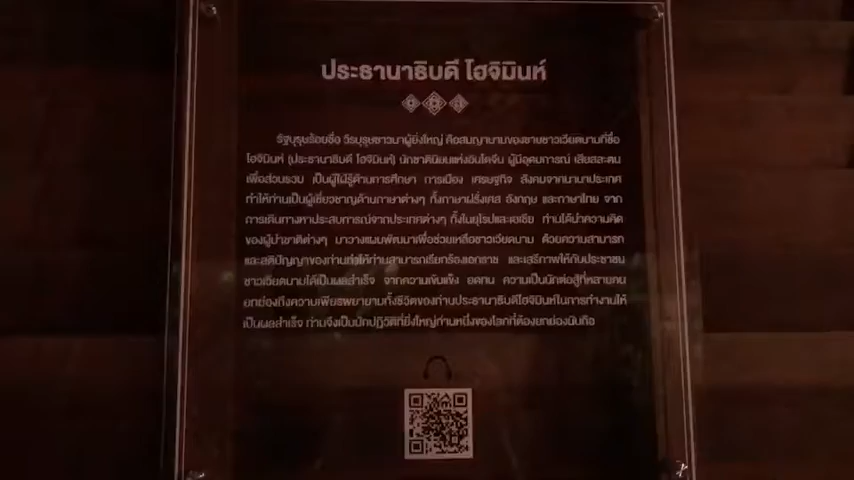 ประธานาธิบดี โฮจิมินห์
รัฐบุรุษร้อยชื่อ วีรบุรุษชาวนาผู้ยิ่งใหญ่ คือสมญานามของชายชาวเวียดนามที่ชื่อ
โฮจิมินห์ (ประธานาธิบดี โฮจิมินห์) นักชาตินิยมแห่งอินโดจีน ผู้มีอุดมการณ์ เสียสละตน
เพื่อส่วนรวม เป็นผู้ใฝ่รู้ด้านการศึกษา การเมือง เศรษฐกิจ สังคมจากนานาประเทศ
ทำให้ท่านเป็นผู้เชี่ยวชาญด้านภาษาต่างๆ ทั้งภาษาฝรั่งเศส อังกฤษ และภาษาไทย จาก
การเดินทางหาประสบการณ์จากประเทศต่างๆ ทั้งในยุโรปและเอเชีย ท่านได้นำความคิด
ของผู้นำชาติต่างๆ มาวางแผนพัฒนาเพื่อช่วยเหลือชาวเวียดนาม ด้วยความสามารถ
และสติปัญญาของท่านทำให้ท่านสามารถเรียกร้องเอกราช และเสรีภาพให้กับประชาชน
ชาวเวียดนามได้เป็นผลสำเร็จ จากความเข้มแข็ง อดทน ความเป็นนักต่อสู้ที่หลายคน
ยกย่องถึงความเพียรพยายามทั้งชีวิตของท่านประธานาธิบดีโฮจิมินห์ในการทำงานให้
เป็นผลสำเร็จ ท่านจึงเป็นนักปฏิวัติที่ยิ่งใหญ่ท่านหนึ่งของโลกที่ต้องยกย่องนับถือ